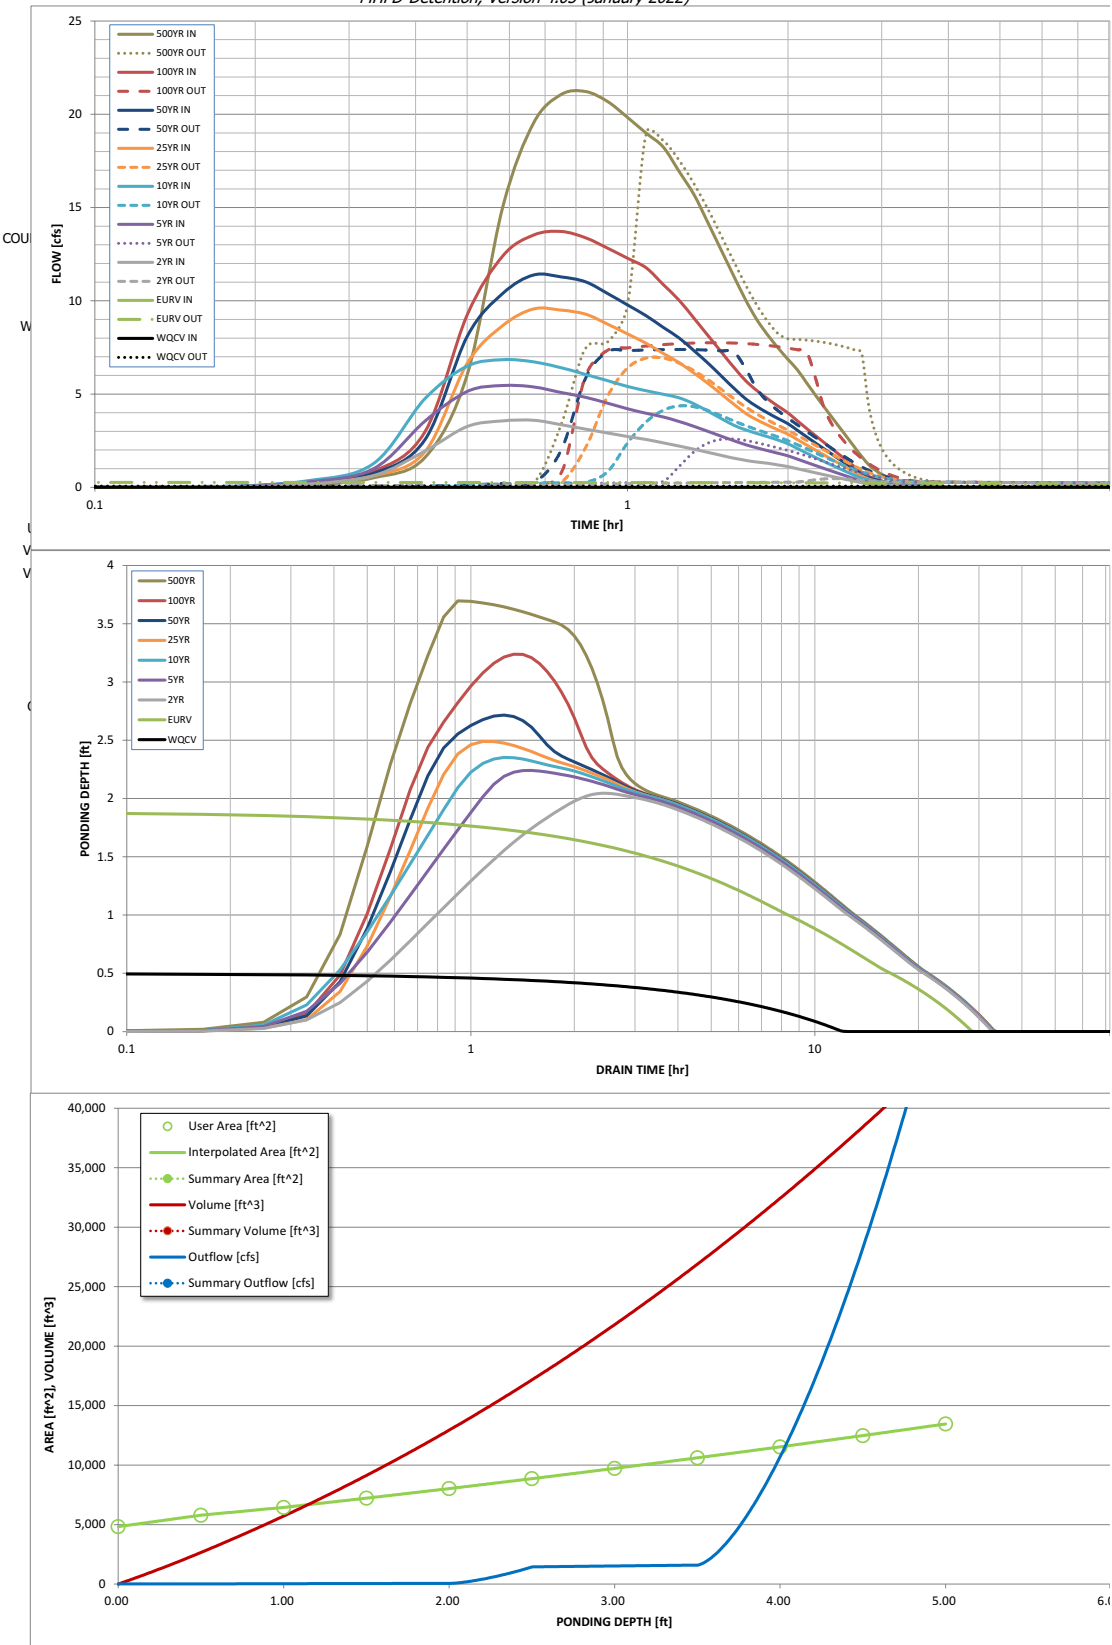 MHFD-Detention, Version 4.05 (January 2022)
25
20
15
10
5
0
FLOW [cfs]
500YR IN
500YR OUT
100YR IN
100YR OUT
50YR IN
50YR OUT
25YR IN
25YR OUT
10YR IN
10YR OUT
5YR IN
5YR OUT
2YR IN
2YR OUT
EURV IN
EURV OUT
WQCV IN
WQCV OUT
0.1
1
TIME [hr]
COU
W
V
V
4
3.5
3
2.5
2
1.5
1
0.5
0
PONDING DEPTH [ft]
500YR
100YR
50YR
25YR
10YR
5YR
2YR
EURV
WQCV
0.1
1
10
DRAIN TIME [hr]
40,000
35,000
30,000
25,000
20,000
15,000
10,000
5,000
0
AREA [ft^2], VOLUME [ft^3]
User Area [ft^2]
Interpolated Area [ft^2]
Summary Area [ft^2]
Volume [ft^3]
Summary Volume [ft^3]
Outflow [cfs]
Summary Outflow [cfs]
0.00
1.00
2.00
3.00
4.00
5.00
6.0
PONDING DEPTH [ft]